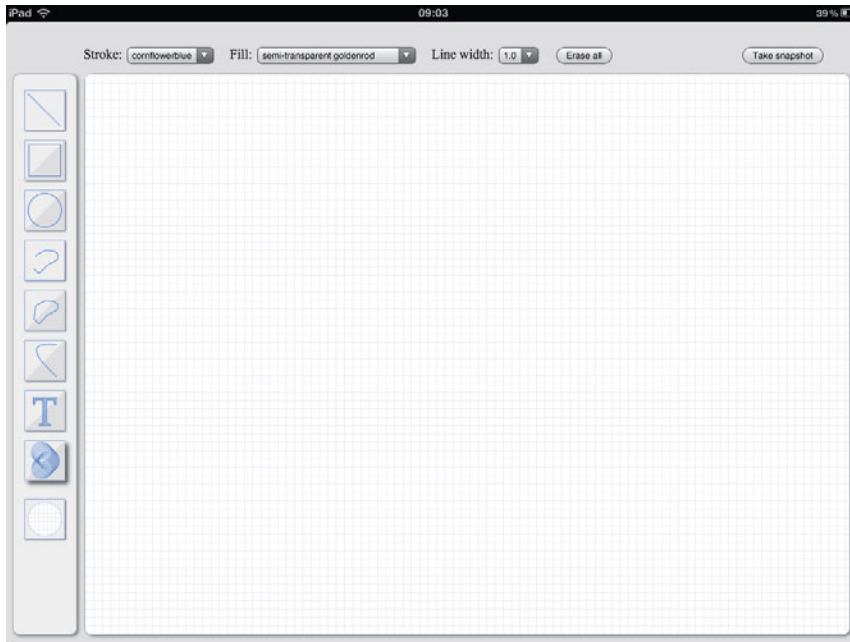 iPad 09:03 39 %
Stroke: cornflowerblue Fill: semi-transparent goldenrod Line width: 1.0 Erase all Take snapshot
T